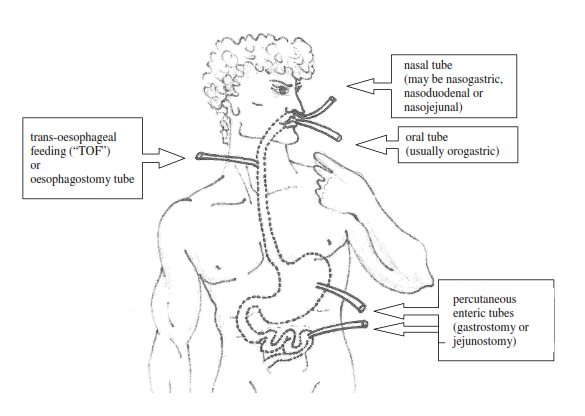 nasal tube
(may be nasogastric,
nasoduodenal or
nasojejunal)
oral tube
(usually orogastric)
trans-oesophageal
feeding (“TOF”)
or
oesophagostomy tube
percutaneous
enteric tubes
(gastrostomy or
jejunostomy)